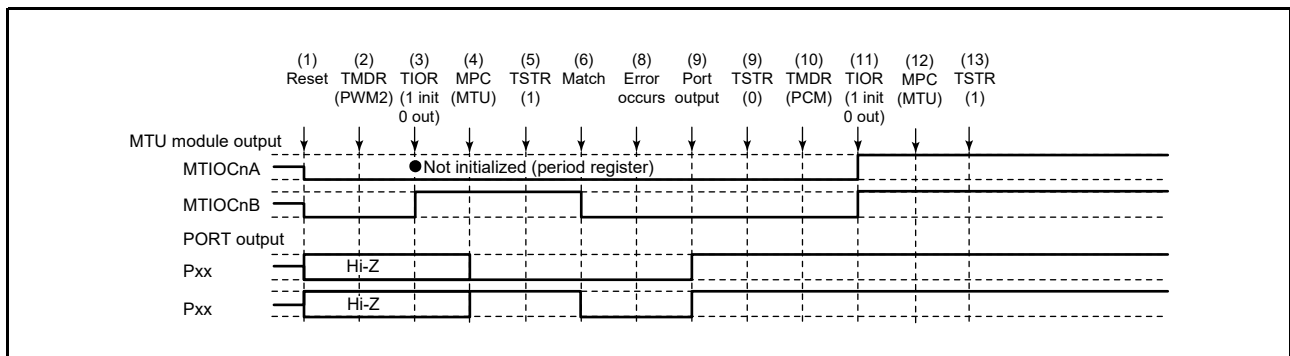 (1) (2) (3) (4) (5) (6) (8) (9) (9) (10) (11) (12) (13)
Reset TMDR TIOR MPC TSTR Match Error Port TSTR TMDR TIOR MPC TSTR
(PWM2) (1 init (MTU) (1) occurs output (0) (PCM) (1 init (MTU) (1)
0 out) 0 out)
MTU module output
MTIOCnA ●Not initialized (period register)
MTIOCnB
PORT output
Pxx Hi-Z
Pxx Hi-Z